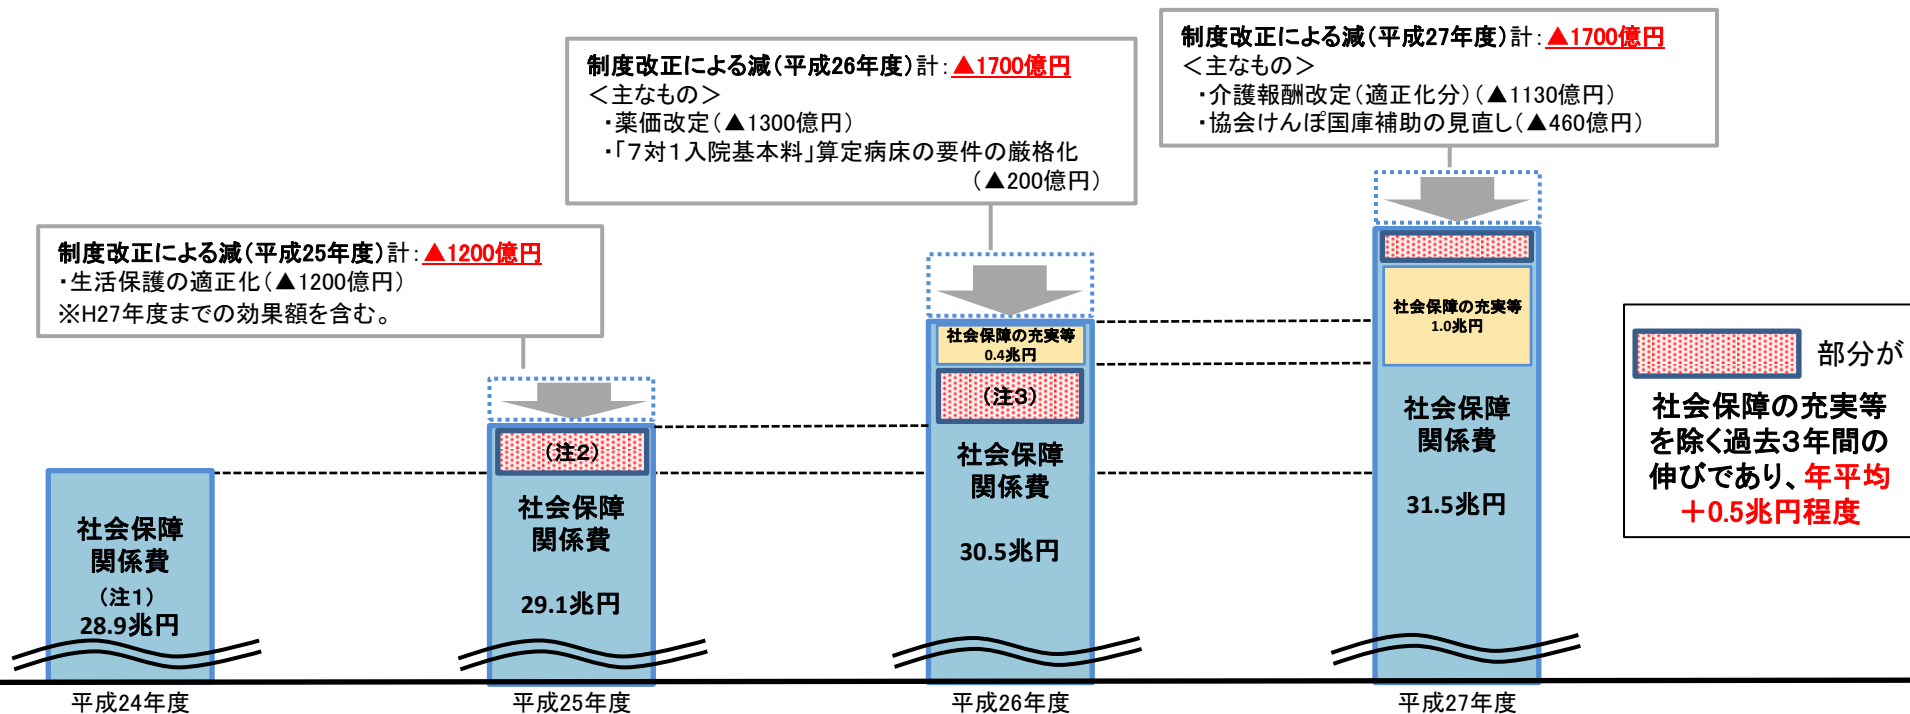 制度改正による減(平成25年度)計:▲1200億円
・生活保護の適正化(▲1200億円)
※H27年度までの効果額を含む。
制度改正による減(平成26年度)計:▲1700億円
＜主なもの＞
・薬価改定(▲1300億円)
・「7対1入院基本料」算定病床の要件の厳格化
(▲200億円)
制度改正による減(平成27年度)計:▲1700億円
＜主なもの＞
・介護報酬改定(適正化分)(▲1130億円)
・協会けんぽ国庫補助の見直し(▲460億円)
社会保障
関係費
(注1)
28.9兆円
平成24年度
(注2)
社会保障
関係費
29.1兆円
平成25年度
社会保障の充実等
0.4兆円
(注3)
社会保障
関係費
30.5兆円
平成26年度
社会保障の充実等
1.0兆円
社会保障
関係費
31.5兆円
平成27年度
部分が
社会保障の充実等
を除く過去3年間の
伸びであり、年平均
＋0.5兆円程度